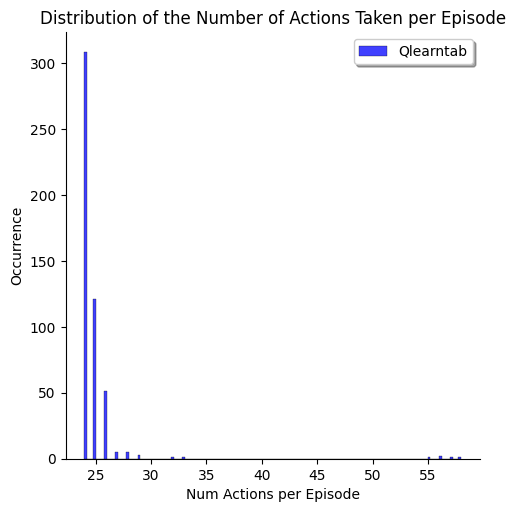 Distribution of the Number of Actions Taken per Episode
Qlearntab
300
250
200
150
100
50
0
Occurrence
25 30 35 40 45 50 55
Num Actions per Episode